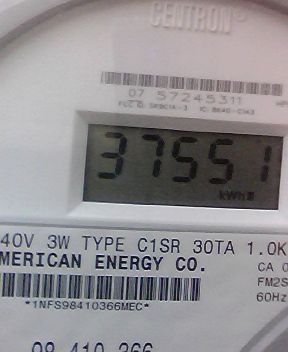 CENTRON®
07 57245311
37551
kWh
40V 3W TYPE C1SR 30TA 1.0K
MERICAN ENERGY CO.
CA 0
FM2S
60Hz
*1NFS98410366MEC*
98 410 366